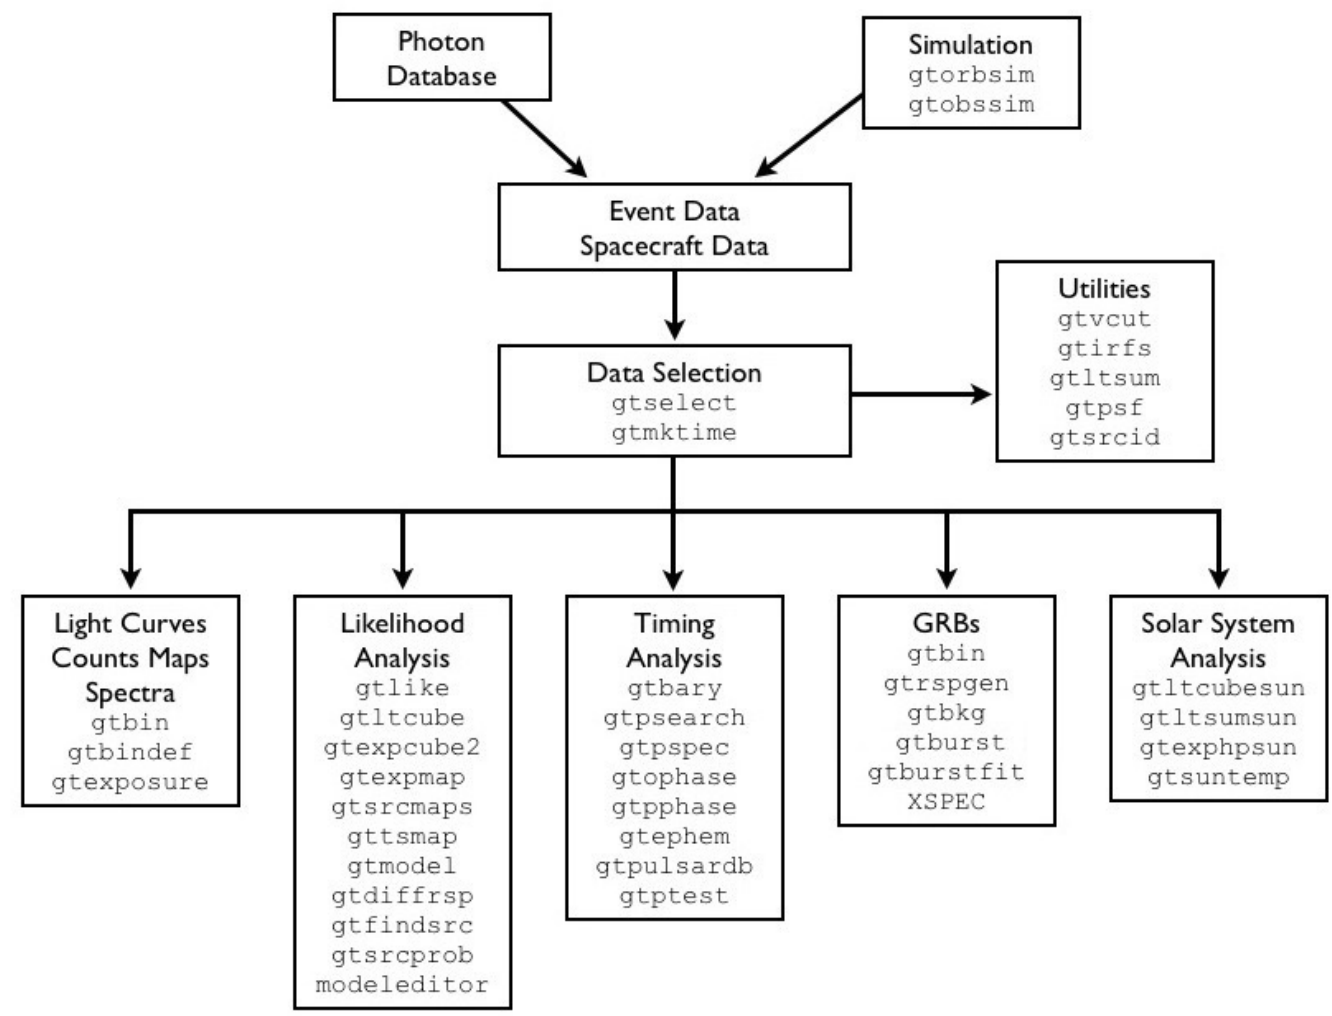 Photon
Database
Simulation
gtorbsim
gtobssim
Event Data
Spacecraft Data
Utilities
gtvcut
gtirfs
gtltsum
gtpsf
gtsrcid
Data Selection
gtselect
gtmktime
Light Curves
Counts Maps
Spectra
gtbin
gtbindef
gtexposure
Likelihood
Analysis
gtlike
gtltcube
gtexpcube2
gtexpmap
gtsrcmaps
gttsmap
gtmodel
gtdiffrsp
gtfindsrc
gtsrcprob
modeleditor
Timing
Analysis
gtbary
gtpsearch
gtpspec
gtophase
gtpphase
gtephem
gtpulsardb
gtptest
GRBs
gtbin
gtrspgen
gtbkg
gtburst
gtburstfit
XSPEC
Solar System
Analysis
gtltcubesun
gtltsumsun
gtexphpsun
gtsuntemp